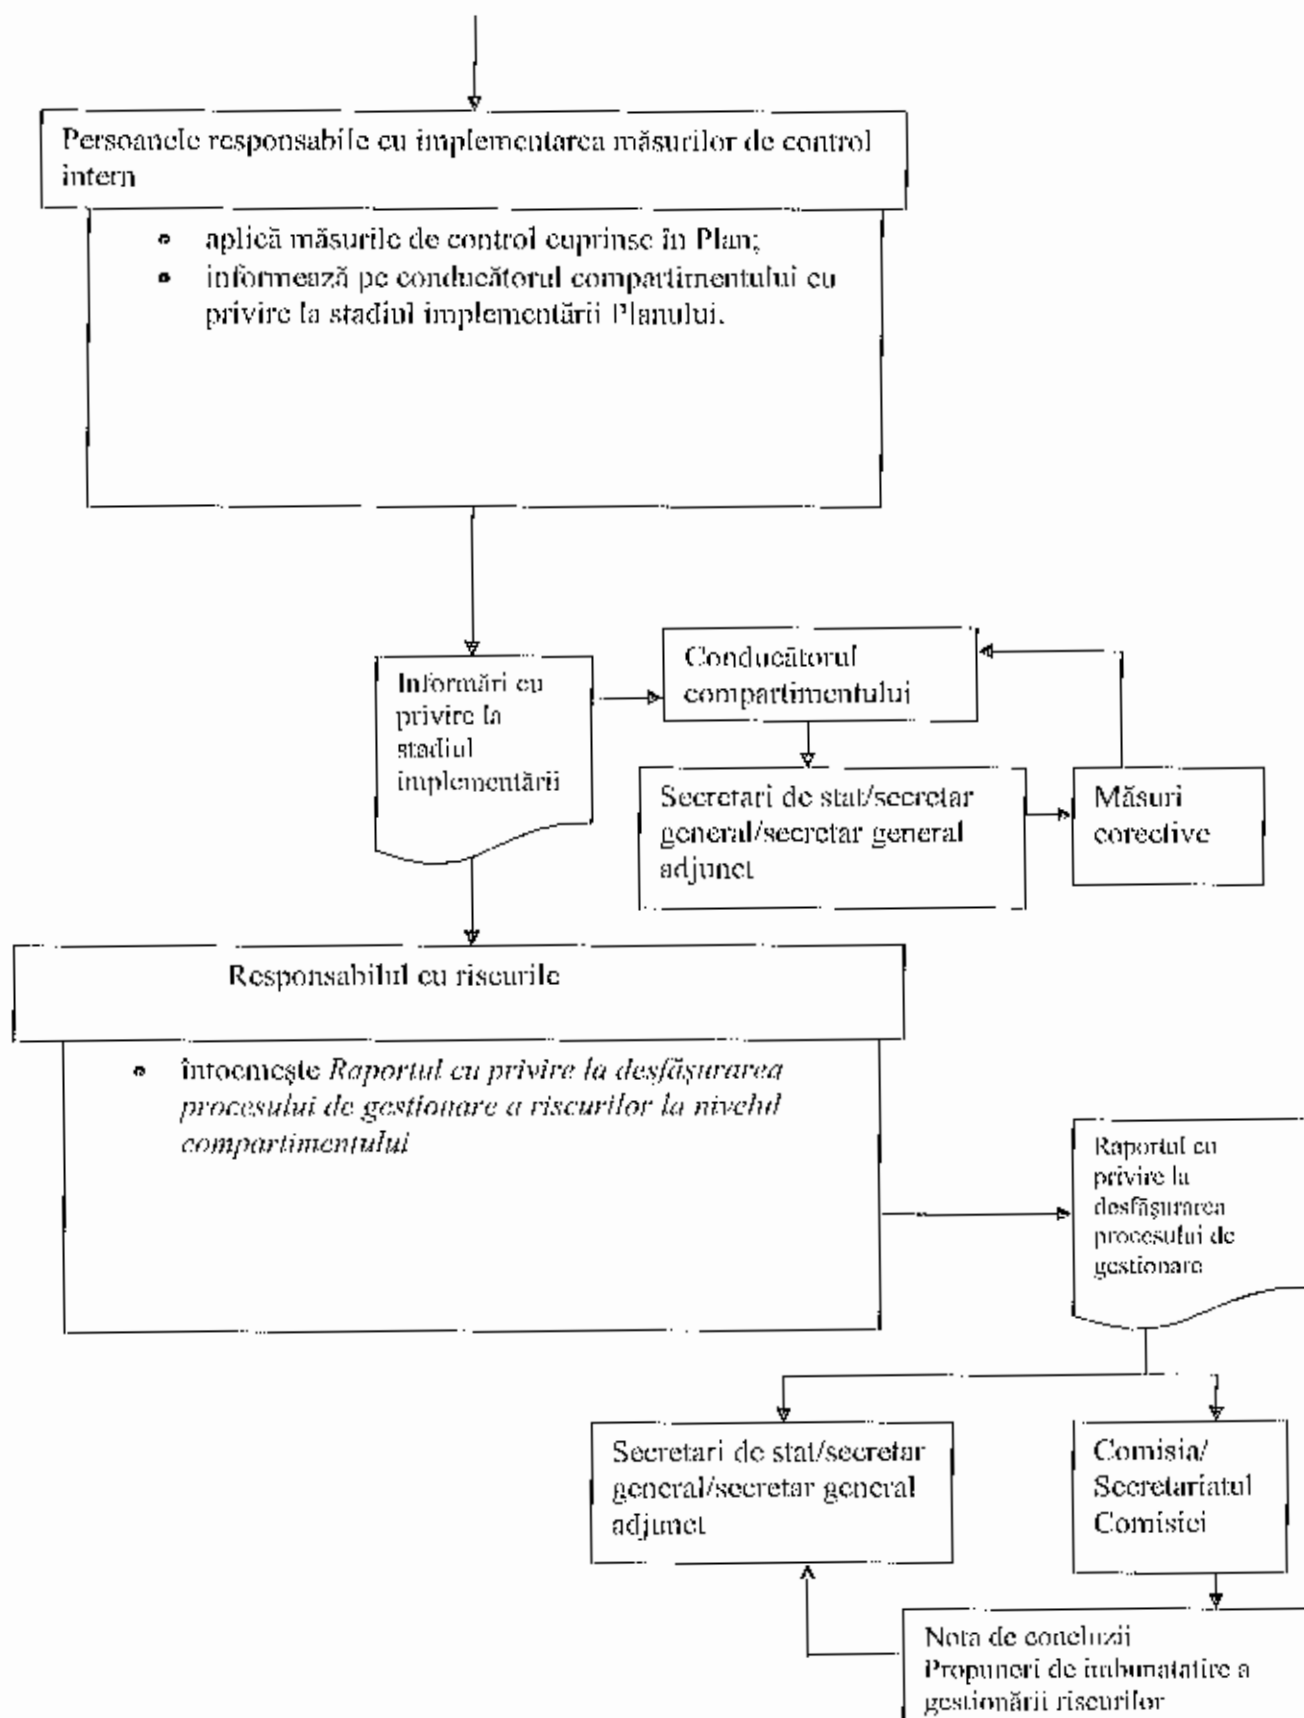 Persoanele responsabile cu implementarea măsurilor de control
intern
• aplică măsurile de control cuprinse în Plan;
• informează pe conducătorul compartimentului cu
privire la stadiul implementării Planului.
Informări cu
privire la
stadiul
implementării
Conducătorul
compartimentului
Secretari de stat/secretar
general/secretar general
adjunct
Măsuri
corective
Responsabilul cu riscurile
• întocmește Raportul cu privire la desfășurarea
procesului de gestionare a riscurilor la nivelul
compartimentului
Raportul cu
privire la
desfășurarea
procesului de
gestionare
Secretari de stat/secretar
general/secretar general
adjunct
Comisia/
Secretariatul
Comisiei
Nota de concluzii
Propuneri de imbunatatire a
gestionării riscurilor